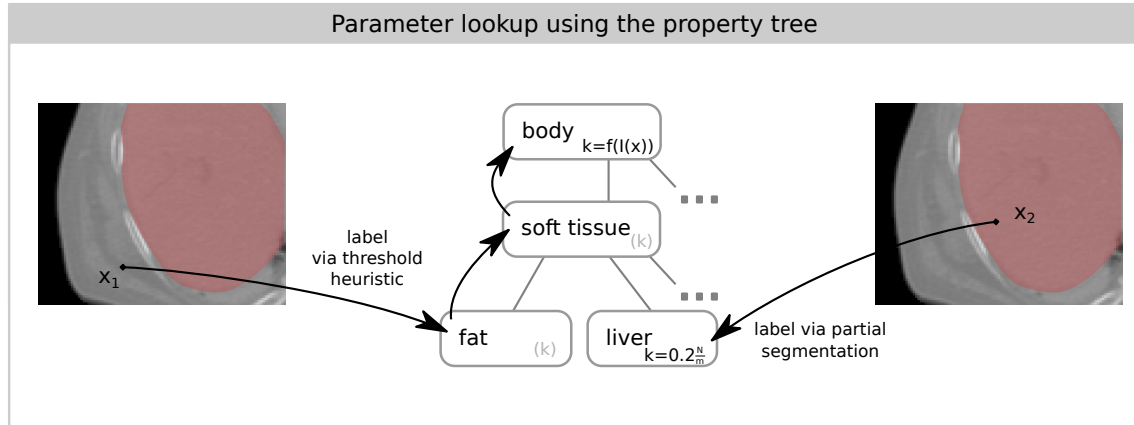 Parameter lookup using the property tree
body
k=f(I(x))
soft tissue
(k)
label
via threshold
heuristic
x₁
x₂
fat
(k)
liver
k=0.2 N/m
label via partial
segmentation